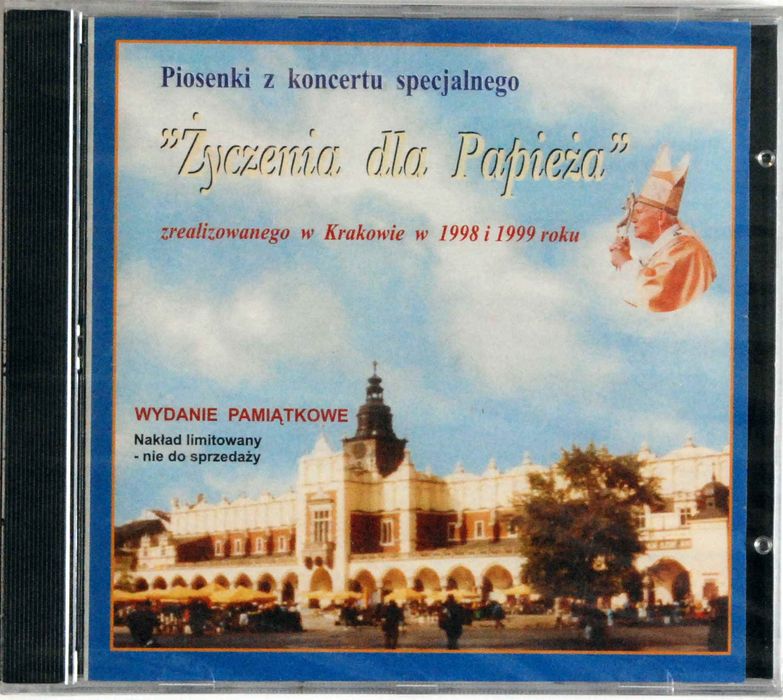 Piosenki z koncertu specjalnego
"Życzenia dla Papieża"
zrealizowanego w Krakowie w 1998 i 1999 roku
WYDANIE PAMIĄTKOWE
Nakład limitowany
- nie do sprzedaży